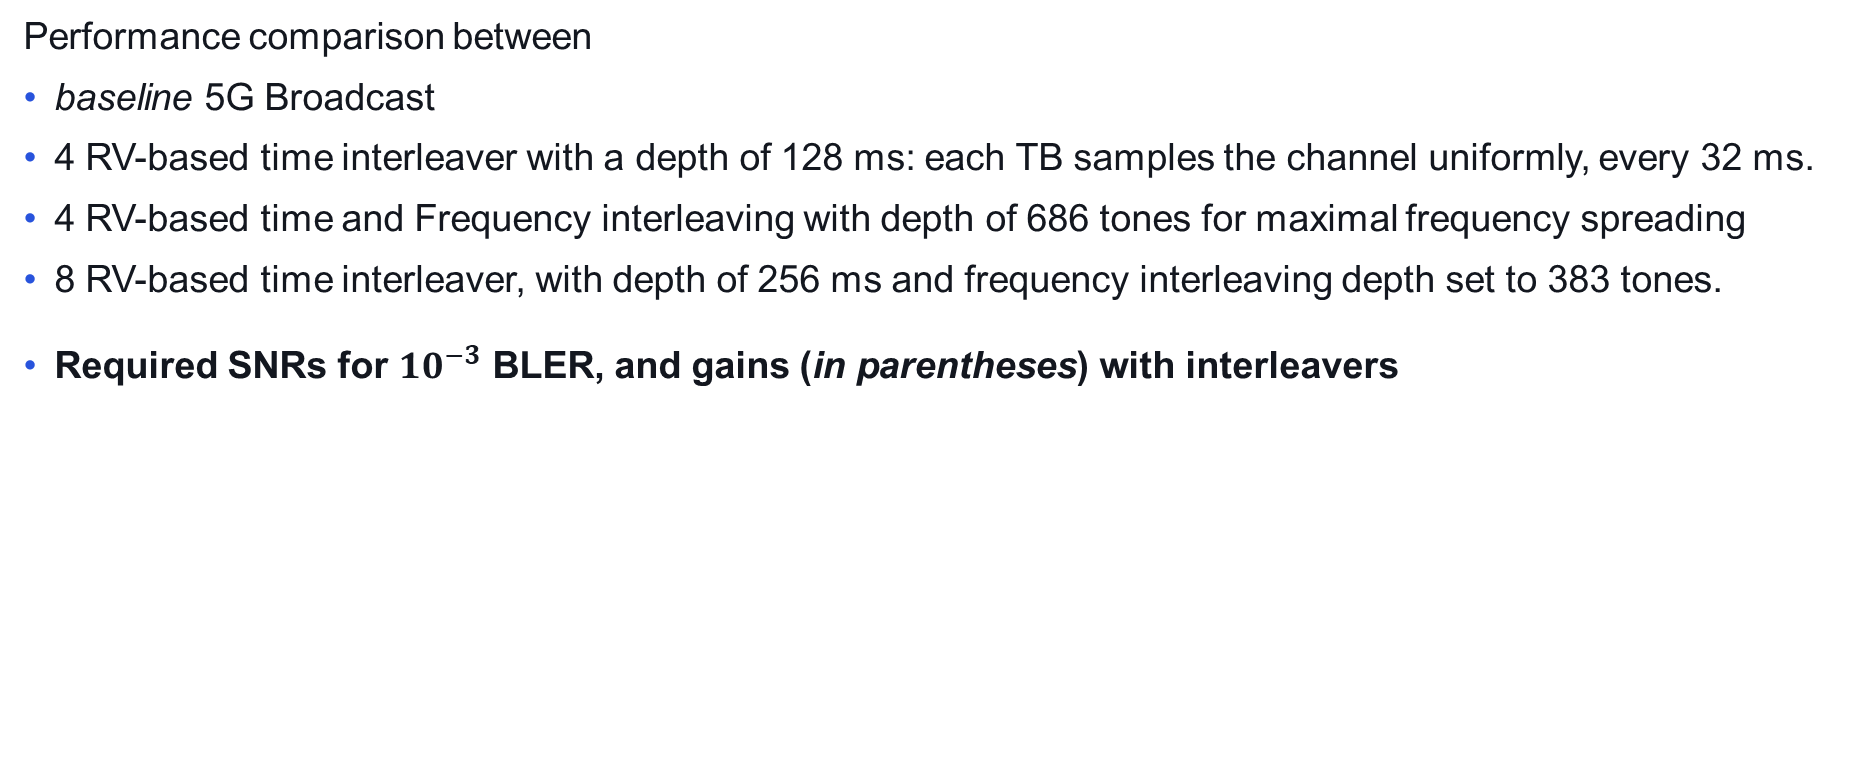 Performance comparison between
• baseline 5G Broadcast
• 4 RV-based time interleaver with a depth of 128 ms: each TB samples the channel uniformly, every 32 ms.
• 4 RV-based time and Frequency interleaving with depth of 686 tones for maximal frequency spreading
• 8 RV-based time interleaver, with depth of 256 ms and frequency interleaving depth set to 383 tones.
• Required SNRs for 10⁻³ BLER, and gains (in parentheses) with interleavers